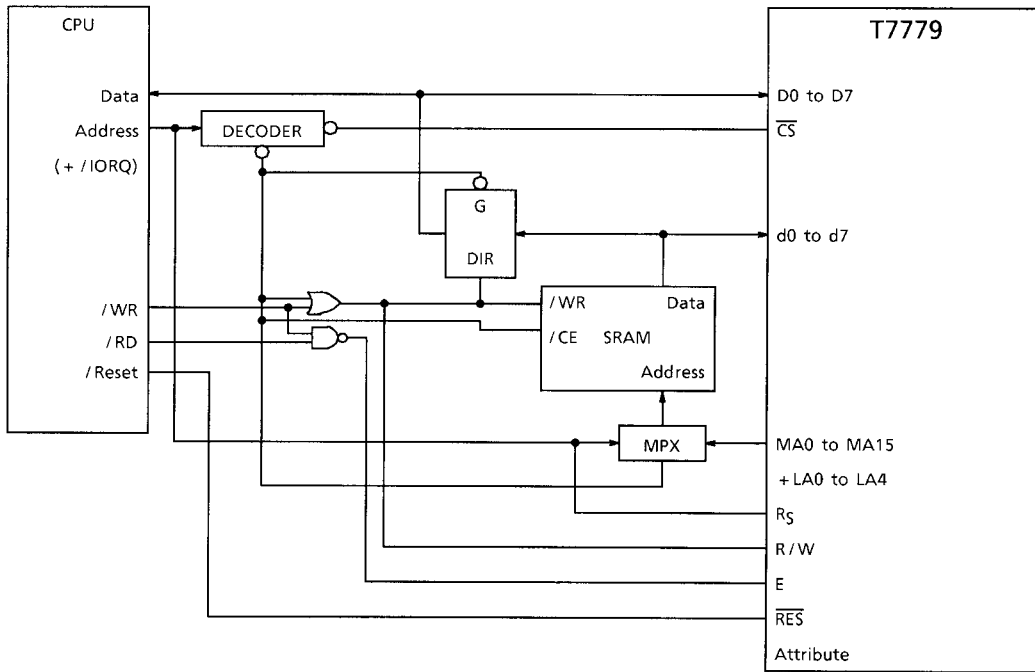 CPU
T7779
Data
D0 to D7
Address
DECODER
CS
(+ /IORQ)
G
d0 to d7
DIR
/WR
/WR
Data
/CE
SRAM
/RD
/Reset
Address
MPX
MA0 to MA15
+LA0 to LA4
RS
R/W
E
RES
Attribute